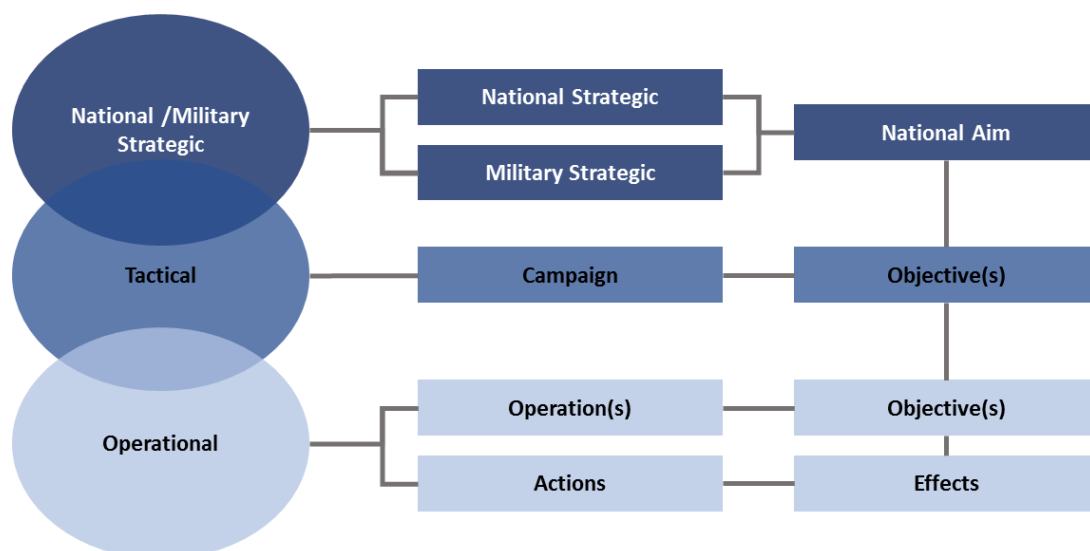 National /Military
Strategic
National Strategic
Military Strategic
National Aim
Tactical
Campaign
Objective(s)
Operational
Operation(s)
Objective(s)
Actions
Effects